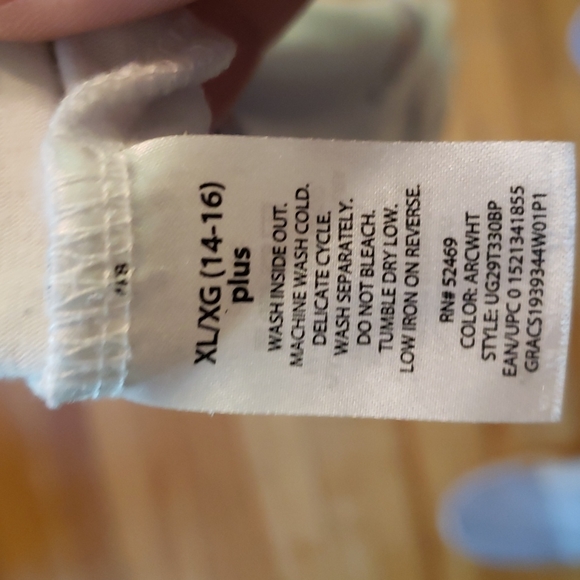 XL/XG (14-16)
plus
WASH INSIDE OUT.
MACHINE WASH COLD.
DELICATE CYCLE.
WASH SEPARATELY.
DO NOT BLEACH.
TUMBLE DRY LOW.
LOW IRON ON REVERSE.
RN# 52469
COLOR: ARCWHT
STYLE: UG29T330BP
EAN/UPC 0 1521341855
GRACS1939344W01P1